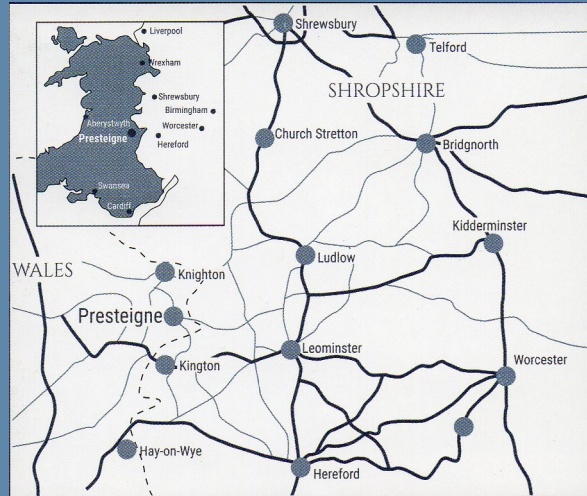 Liverpool
Wrexham
Shrewsbury
Birmingham
Aberystwyth
Worcester
Presteigne
Hereford
Swansea
Cardiff
Shrewsbury
Telford
SHROPSHIRE
Church Stretton
Bridgnorth
Kidderminster
Ludlow
WALES
Knighton
Presteigne
Leominster
Worcester
Kington
Hay-on-Wye
Hereford